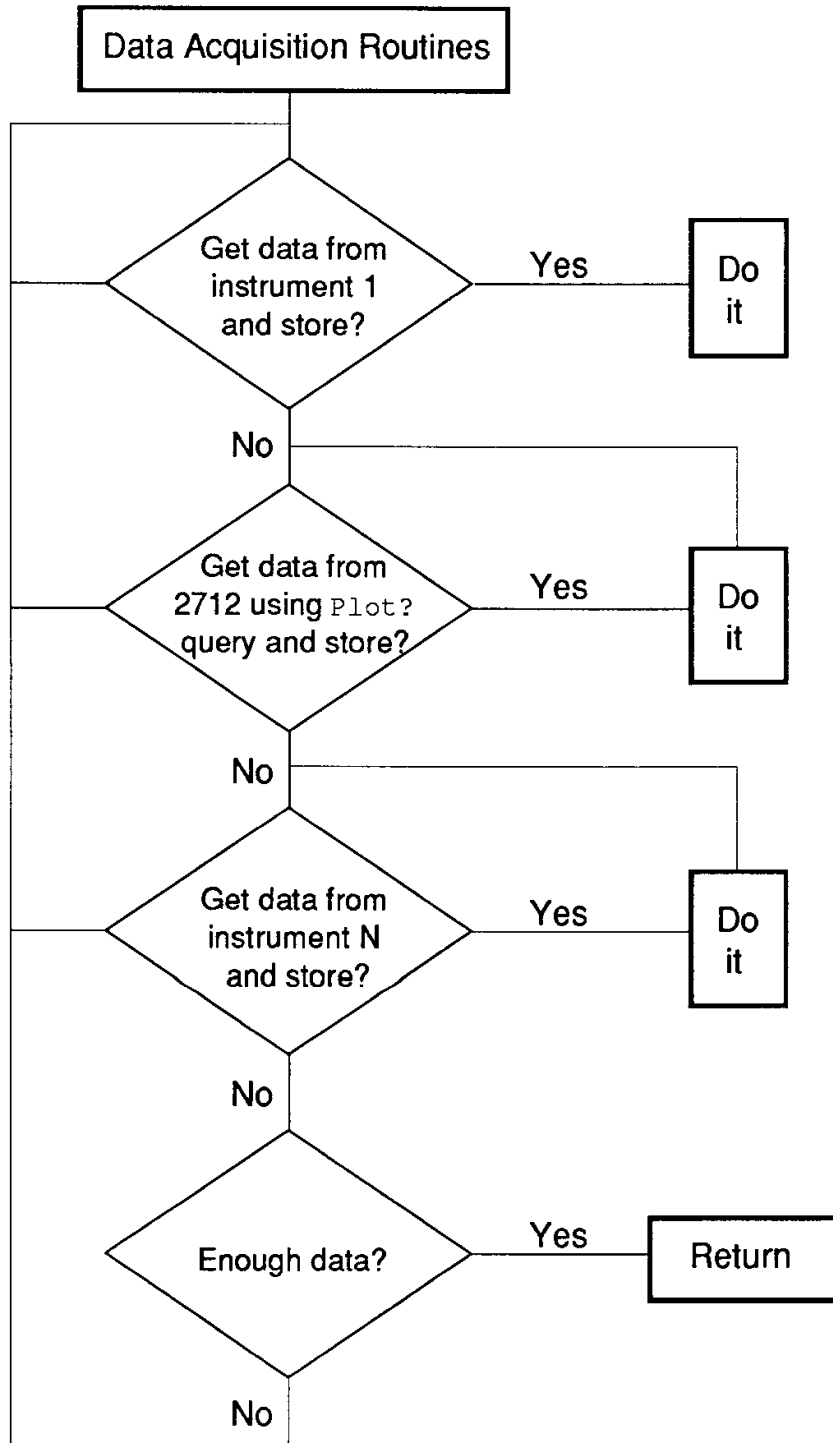 Data Acquisition Routines
Get data from
instrument 1
and store?
Yes
Do
it
No
Get data from
2712 using Plot?
query and store?
Yes
Do
it
No
Get data from
instrument N
and store?
Yes
Do
it
No
Enough data?
Yes
Return
No